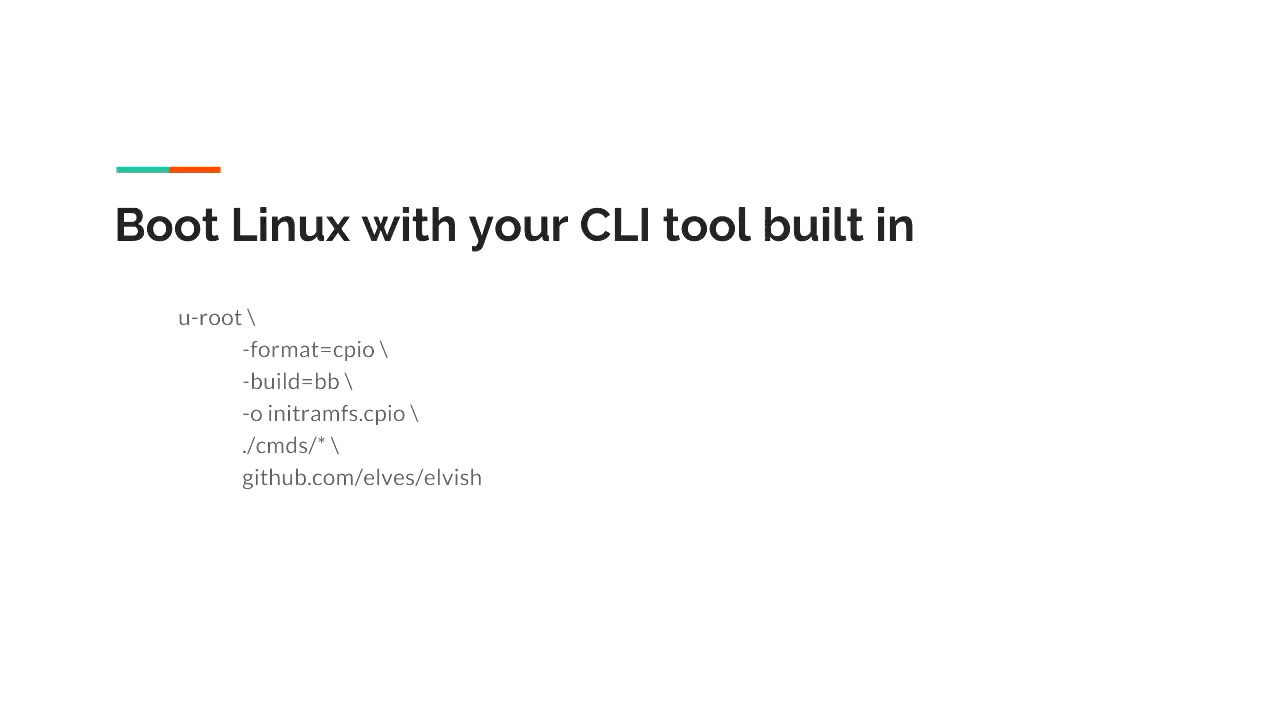 Boot Linux with your CLI tool built in
u-root \
-format=cpio \
-build=bb \
-o initramfs.cpio \
./cmds/* \
github.com/elves/elvish